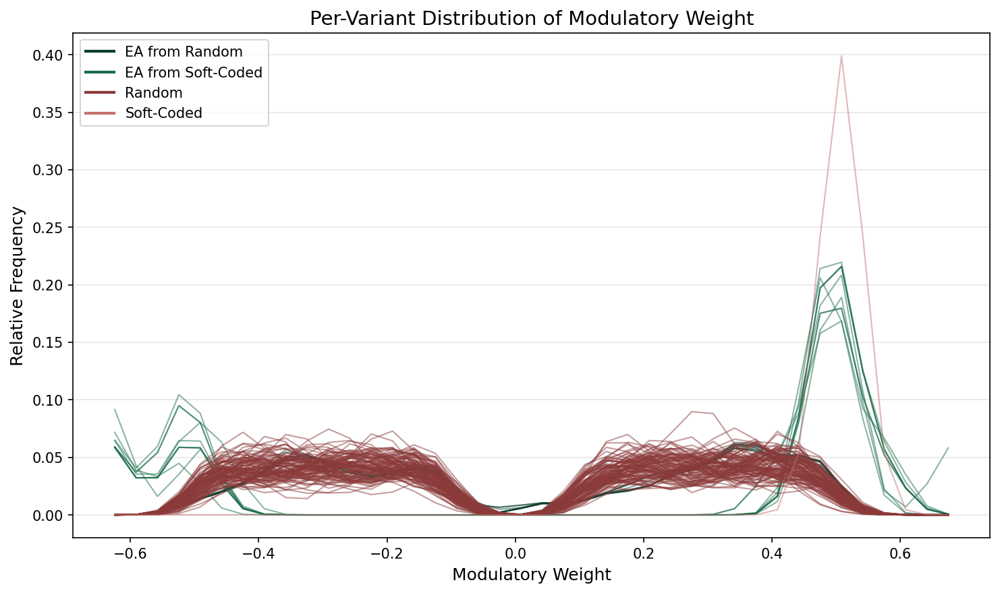 Per-Variant Distribution of Modulatory Weight
EA from Random
EA from Soft-Coded
Random
Soft-Coded
Relative Frequency
0.40
0.35
0.30
0.25
0.20
0.15
0.10
0.05
0.00
−0.6 −0.4 −0.2 0.0 0.2 0.4 0.6
Modulatory Weight